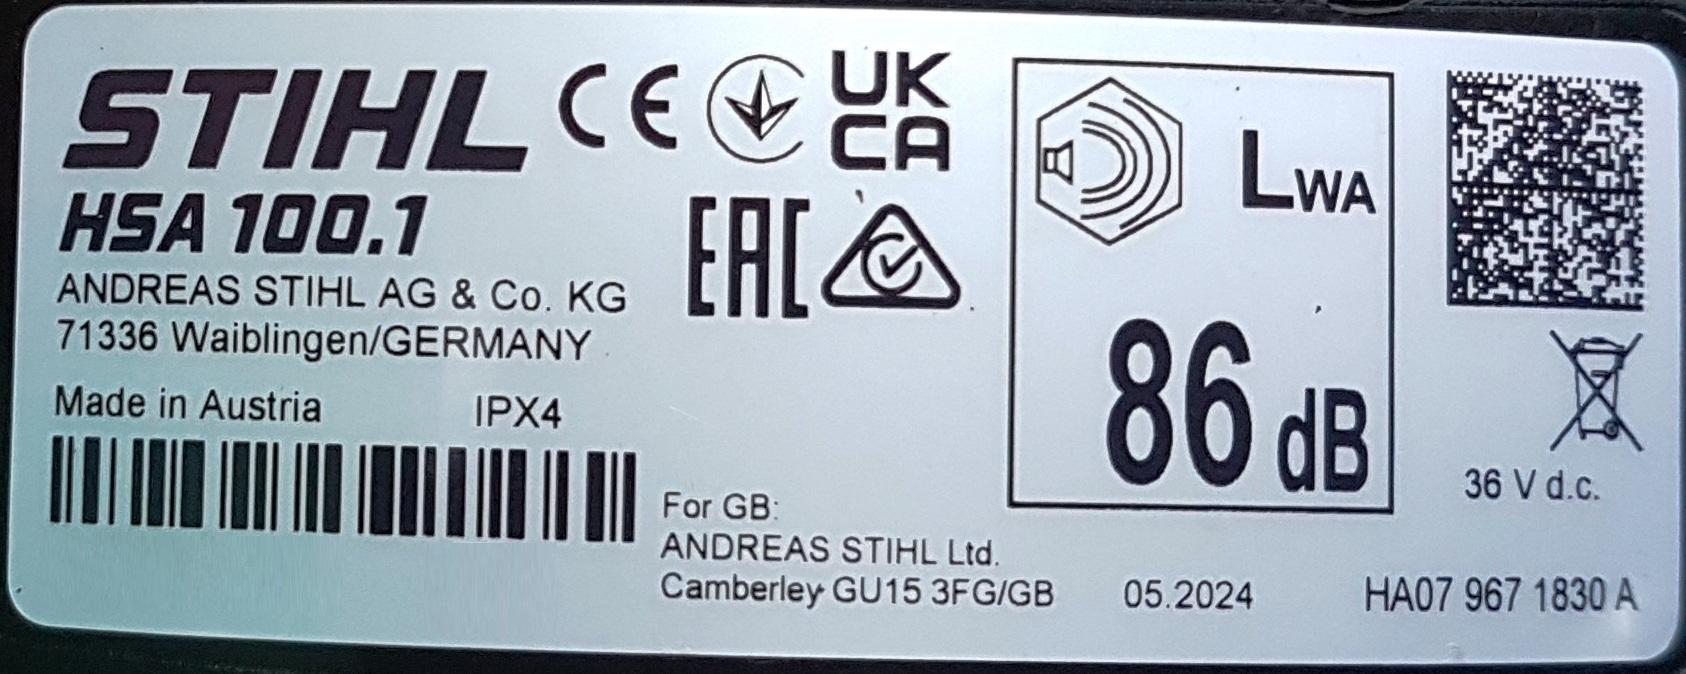 STIHL
HSA 100.1
ANDREAS STIHL AG & Co. KG
71336 Waiblingen/GERMANY
Made in Austria IPX4
CE
UK
CA
EAC
LWA
86 dB
36 V d.c.
For GB:
ANDREAS STIHL Ltd.
Camberley GU15 3FG/GB
05.2024
HA07 967 1830 A